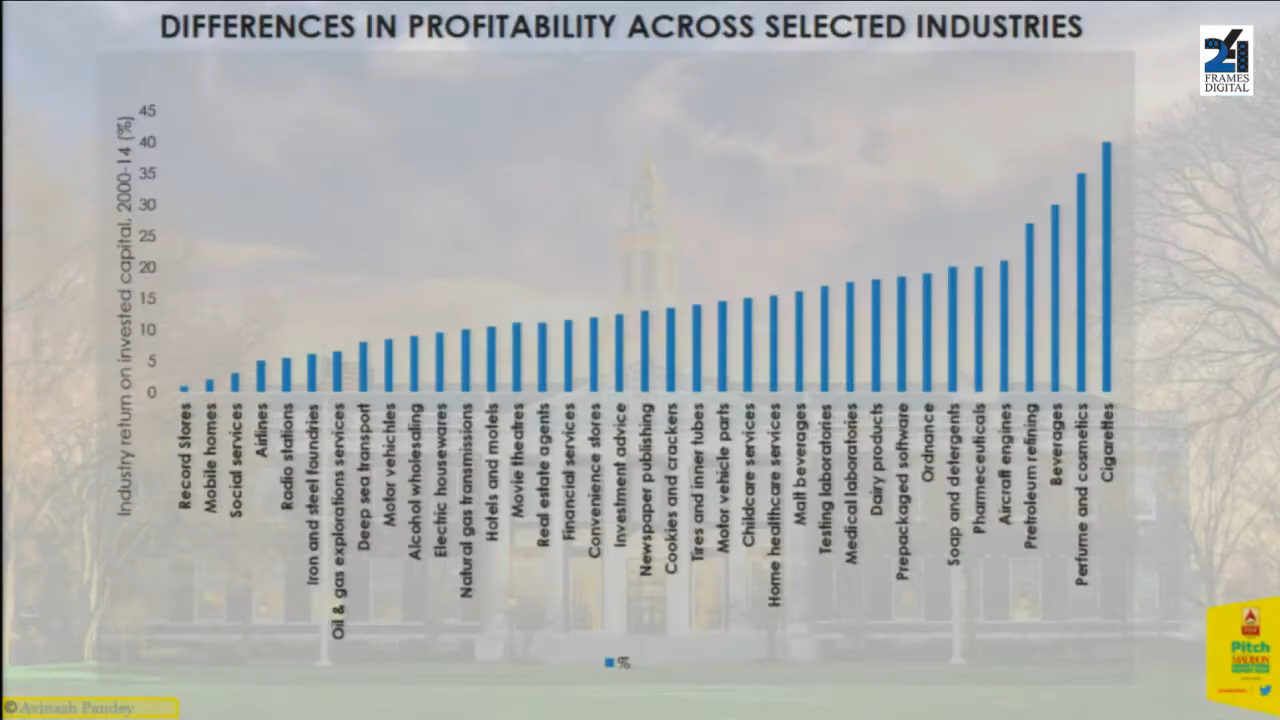 DIFFERENCES IN PROFITABILITY ACROSS SELECTED INDUSTRIES
24
FRAMES
DIGITAL
Industry return on invested capital, 2000-14 (%)
45
40
35
30
25
20
15
10
5
0
Record Stores
Mobile homes
Social services
Airlines
Radio stations
Iron and steel foundries
Oil & gas explorations services
Deep sea transport
Motor vehichles
Alcohol wholesaling
Electric housewares
Natural gas transmissions
Hotels and motels
Movie theatres
Real estate agents
Financial services
Convenience stores
Investment advice
Newspaper publishing
Cookies and crackers
Tires and inner tubes
Motor vehicle parts
Childcare services
Home healthcare services
Malt beverages
Testing laboratories
Medical laboratories
Dairy products
Prepackaged software
Ordnance
Soap and detergents
Pharmeceuticals
Aircraft engines
Pretroleum refining
Beverages
Perfume and cosmetics
Cigarettes
%
Pitch
MADISON
© Avinash Pandey